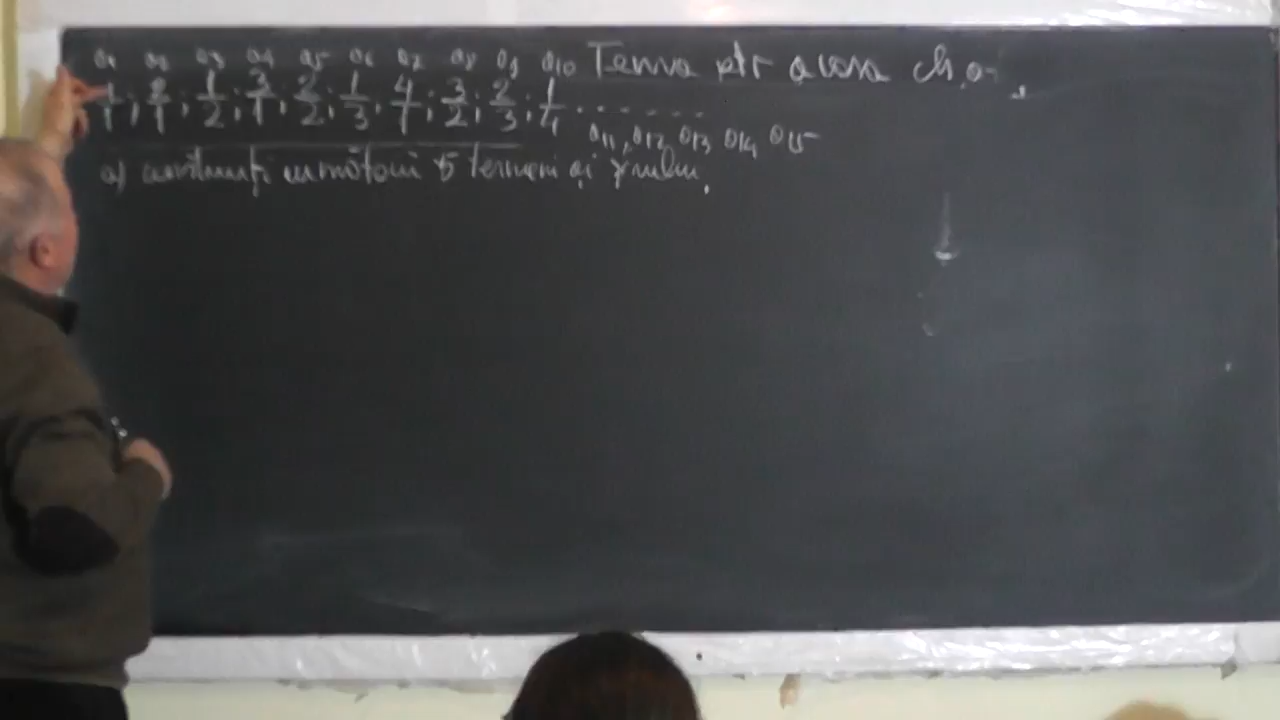 a1 a2 a3 a4 a5 a6 a7 a8 a9 a10 Tema ptr acasa
1/1 ; 2/1 ; 1/2 ; 3/1 ; 2/2 ; 1/3 ; 4/1 ; 3/2 ; 2/3 ; 1/4 . . . . . . .
a11, a12, a13, a14, a15
a) următorii 5 termeni ai șirului.